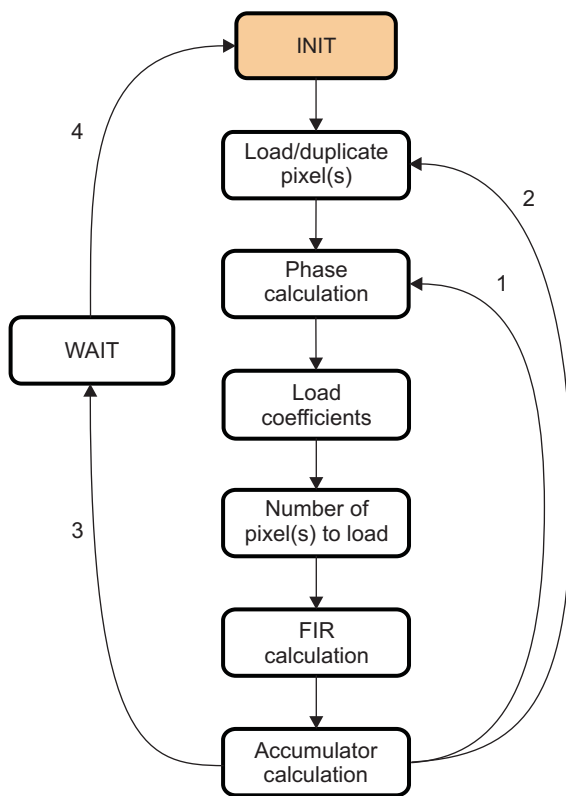 INIT
4
Load/duplicate
pixel(s)
2
Phase
calculation
1
WAIT
Load
coefficients
Number of
pixel(s) to load
3
FIR
calculation
Accumulator
calculation